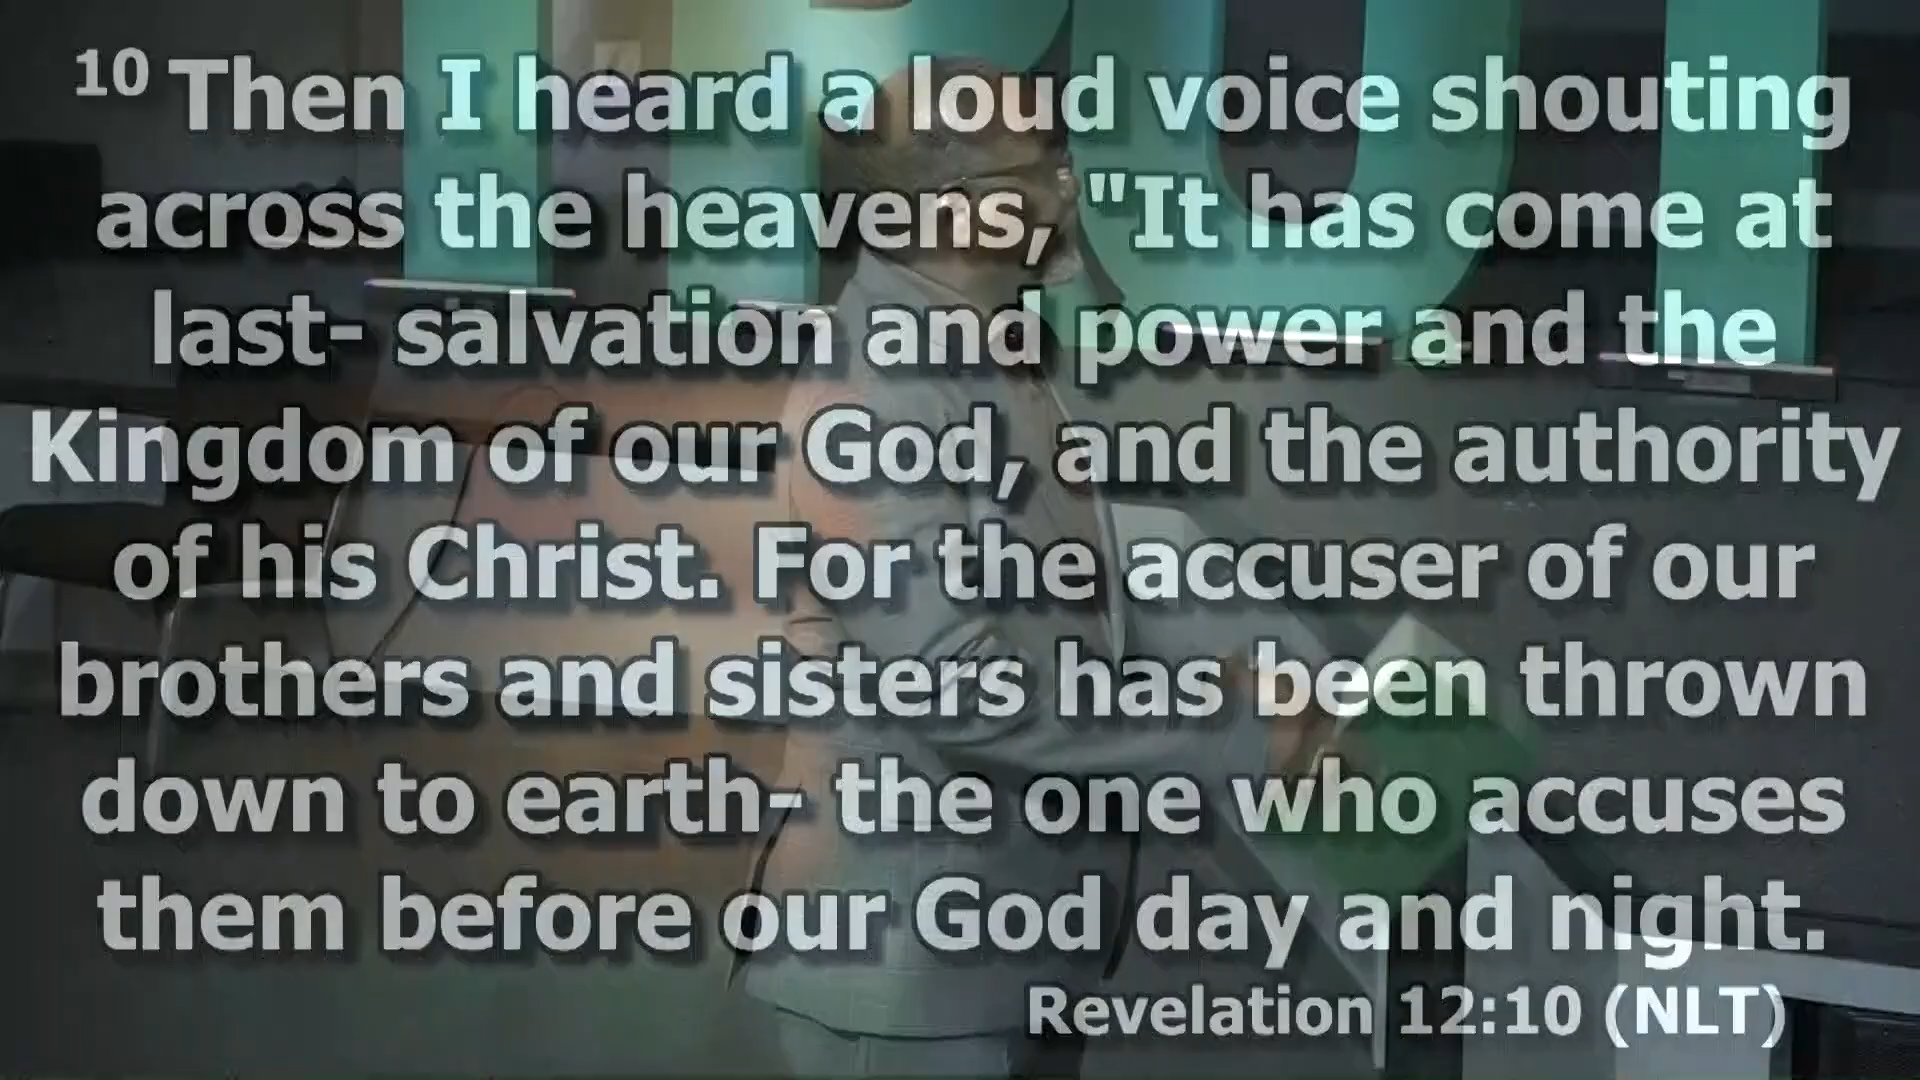 10 Then I heard a loud voice shouting
across the heavens, "It has come at
last- salvation and power and the
Kingdom of our God, and the authority
of his Christ. For the accuser of our
brothers and sisters has been thrown
down to earth- the one who accuses
them before our God day and night.
Revelation 12:10 (NLT)